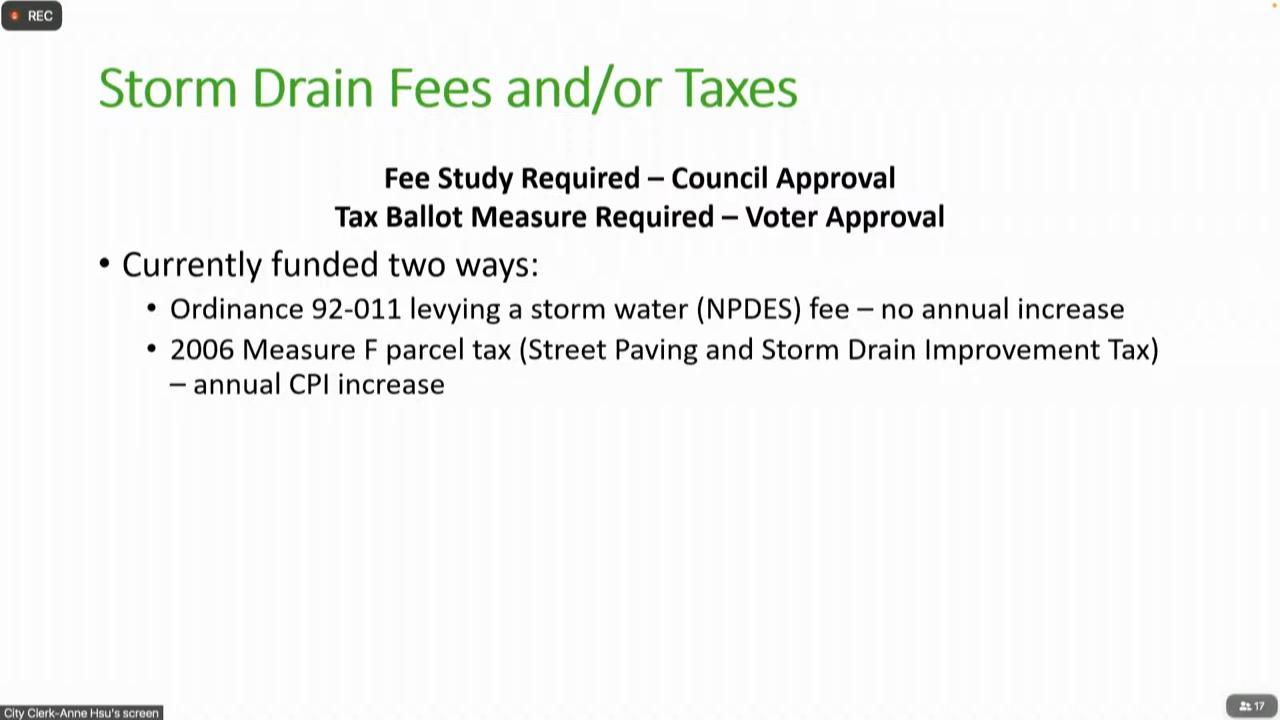 REC
Storm Drain Fees and/or Taxes
Fee Study Required – Council Approval
Tax Ballot Measure Required – Voter Approval
• Currently funded two ways:
• Ordinance 92-011 levying a storm water (NPDES) fee – no annual increase
• 2006 Measure F parcel tax (Street Paving and Storm Drain Improvement Tax)
– annual CPI increase
City Clerk-Anne Hsu's screen
17